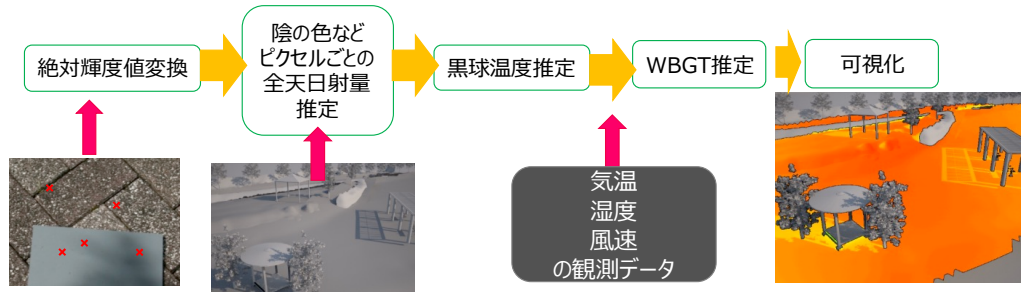 絶対輝度値変換
陰の色など
ピクセルごとの
全天日射量
推定
黒球温度推定
WBGT推定
可視化
気温
湿度
風速
の観測データ